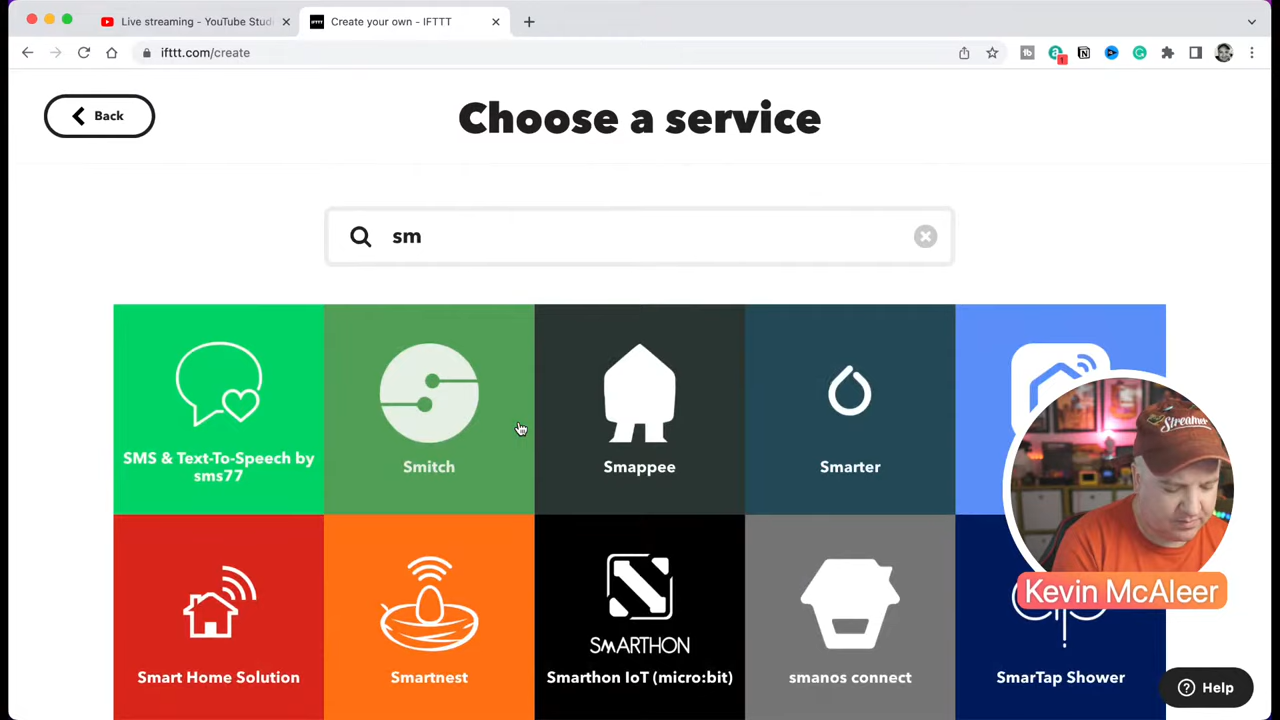 Live streaming - YouTube Studi
Create your own - IFTTT
ifttt.com/create
1
Back
Choose a service
sm
SMS & Text-To-Speech by
sms77
Smitch
Smappee
Smarter
Streamer
Kevin McAleer
Smart Home Solution
Smartnest
SMARTHON
Smarthon IoT (micro:bit)
smanos connect
SmarTap Shower
Help